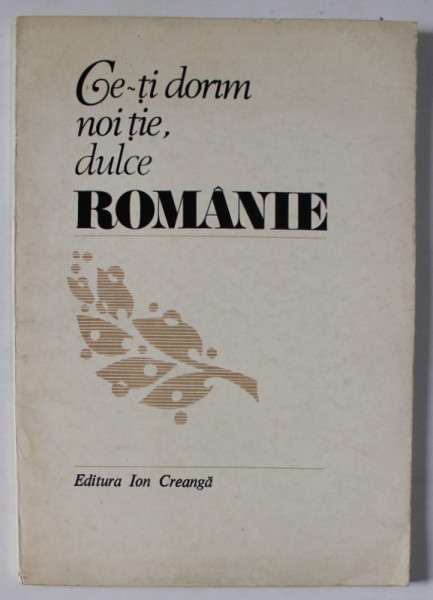 Ce-ți dorim
noi ție,
dulce
ROMÂNIE
Editura Ion Creangă